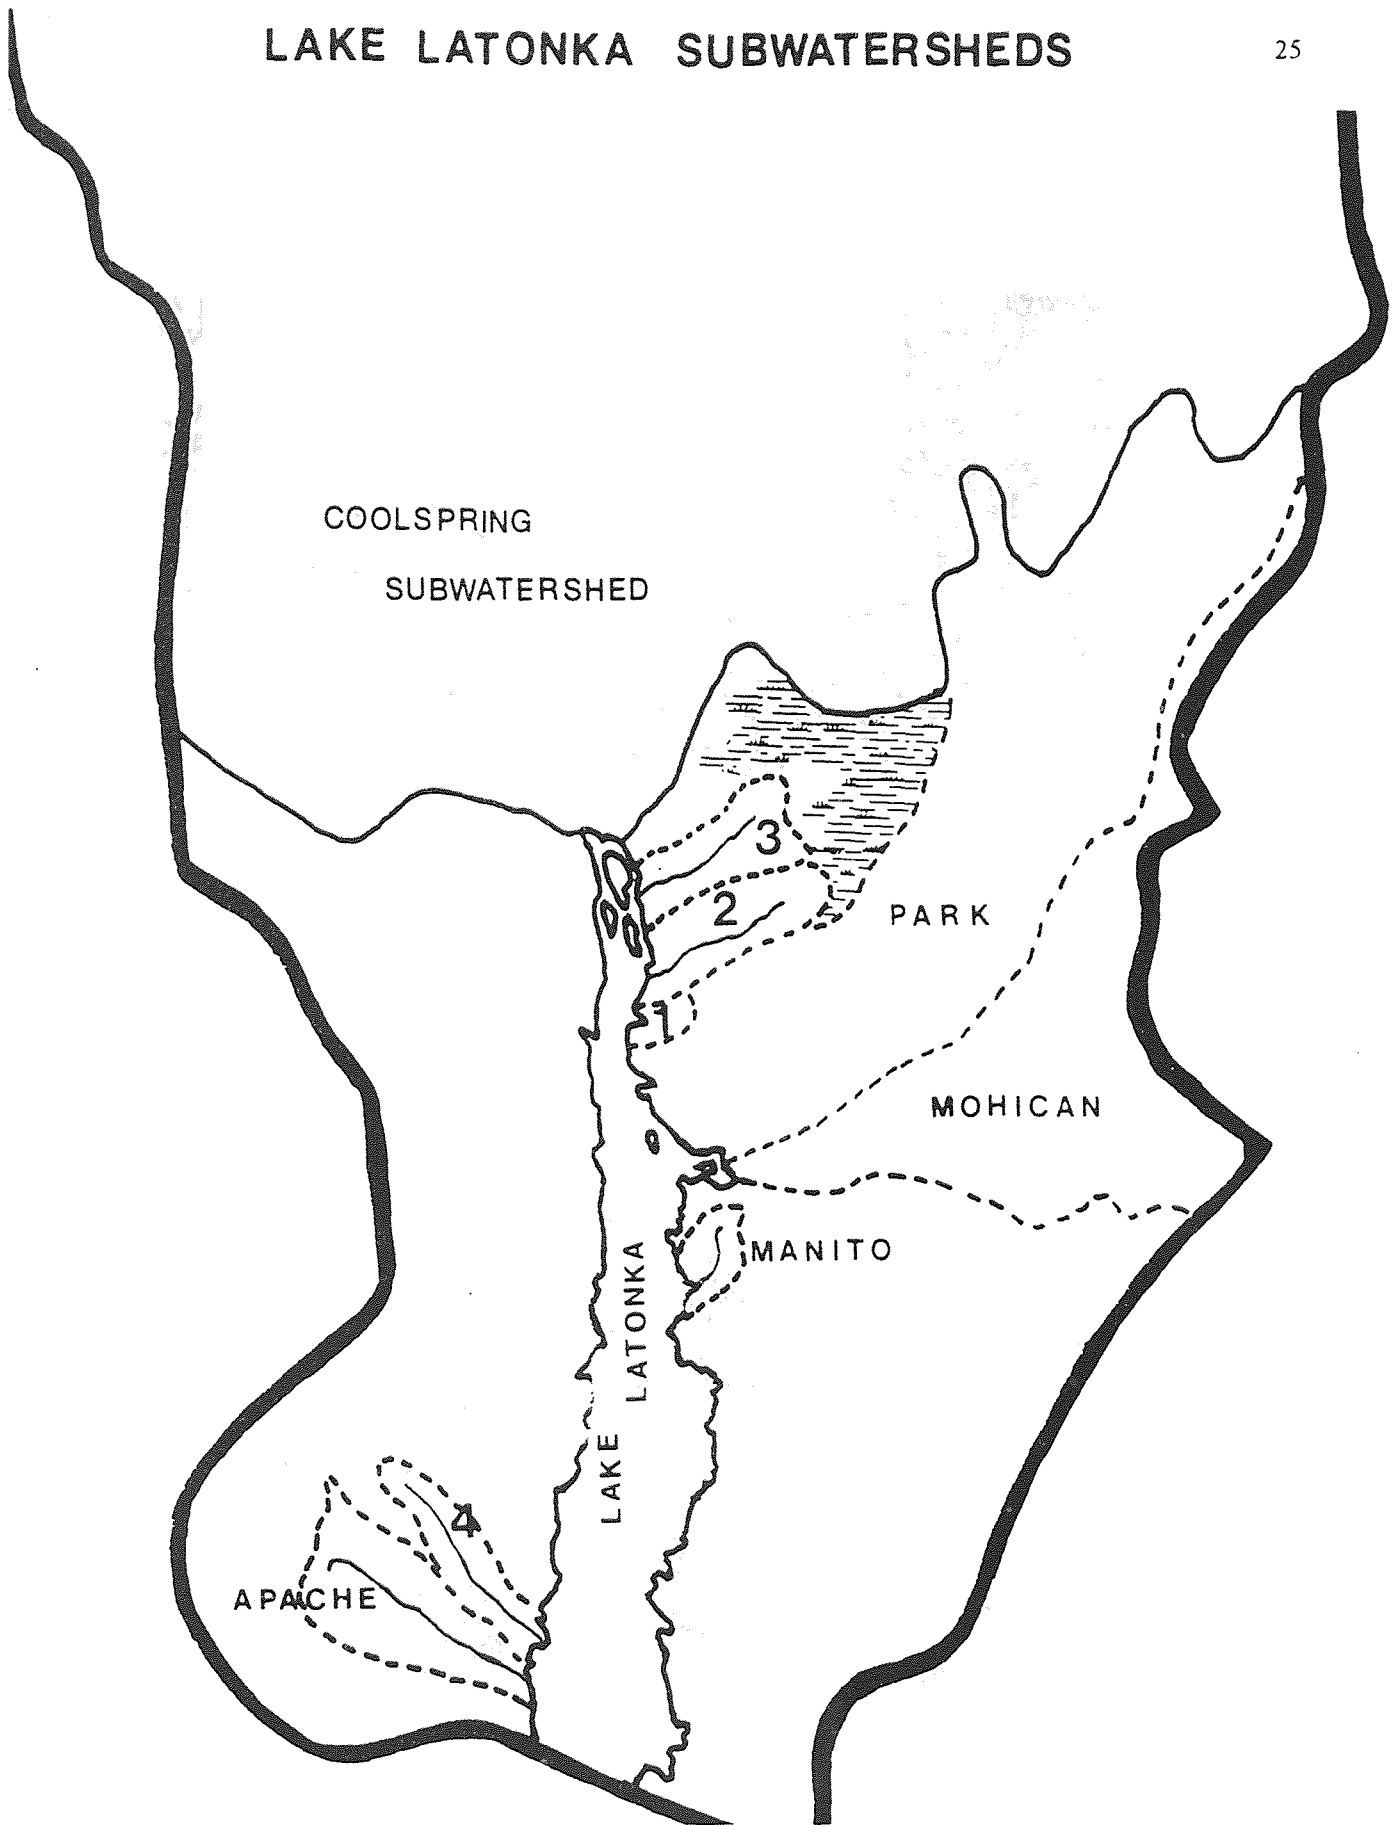 LAKE LATONKA SUBWATERSHEDS
25
COOLSPRING
SUBWATERSHED
3
2
PARK
1
MOHICAN
MANITO
LAKE LATONKA
4
APACHE